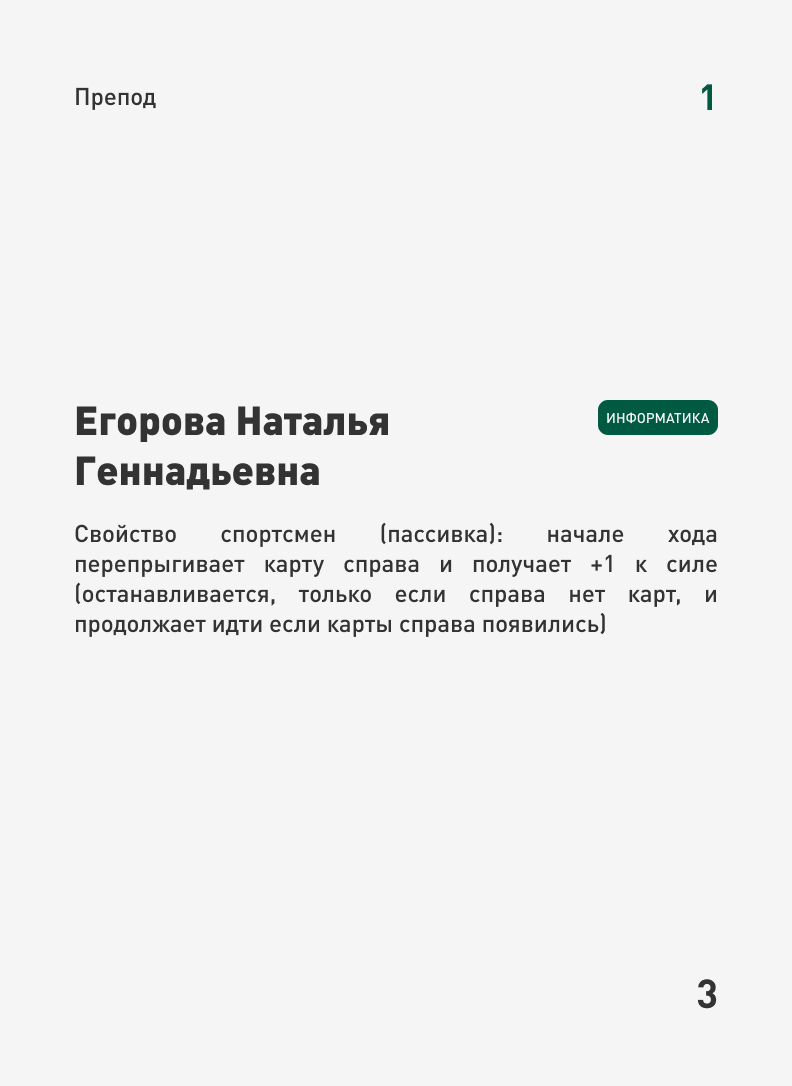 Препод
1
Егорова Наталья
Геннадьевна
ИНФОРМАТИКА
Свойство спортсмен (пассивка): начале хода
перепрыгивает карту справа и получает +1 к силе
(останавливается, только если справа нет карт, и
продолжает идти если карты справа появились)
3